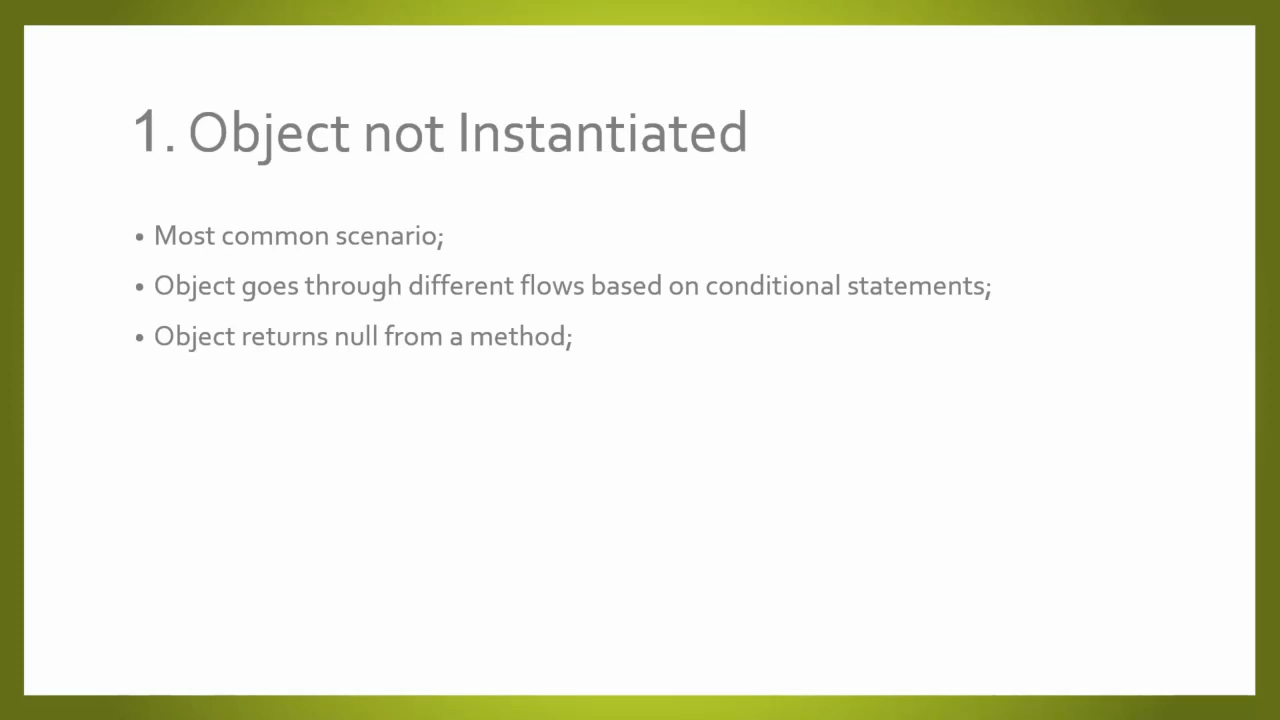 1. Object not Instantiated
• Most common scenario;
• Object goes through different flows based on conditional statements;
• Object returns null from a method;